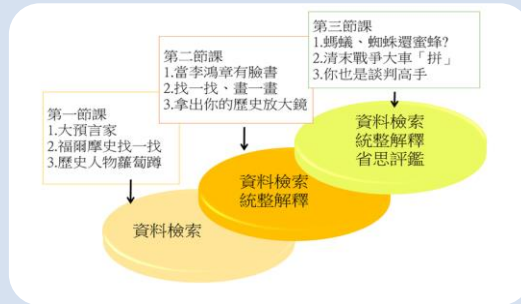 第一節課
1.大預言家
2.福爾摩史找一找
3.歷史人物蘿蔔蹲
資料檢索
第二節課
1.當李鴻章有臉書
2.找一找、畫一畫
3.拿出你的歷史放大鏡
資料檢索
統整解釋
第三節課
1.螞蟻、蜘蛛還蜜蜂?
2.清末戰爭大車「拼」
3.你也是談判高手
資料檢索
統整解釋
省思評鑑